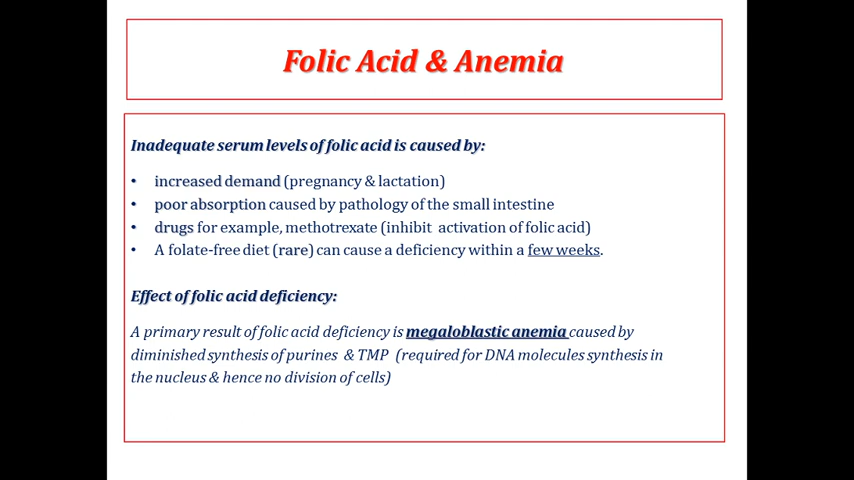 Folic Acid & Anemia
Inadequate serum levels of folic acid is caused by:
• increased demand (pregnancy & lactation)
• poor absorption caused by pathology of the small intestine
• drugs for example, methotrexate (inhibit activation of folic acid)
• A folate-free diet (rare) can cause a deficiency within a few weeks.
Effect of folic acid deficiency:
A primary result of folic acid deficiency is megaloblastic anemia caused by
diminished synthesis of purines & TMP (required for DNA molecules synthesis in
the nucleus & hence no division of cells)